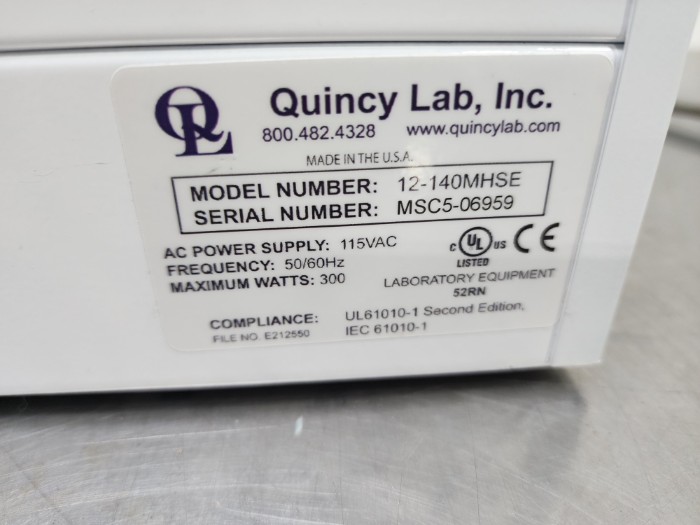 QL Quincy Lab, Inc.
800.482.4328 www.quincylab.com
MADE IN THE U.S.A.
MODEL NUMBER: 12-140MHSE
SERIAL NUMBER: MSC5-06959
AC POWER SUPPLY: 115VAC
FREQUENCY: 50/60Hz
MAXIMUM WATTS: 300
C UL US CE
LISTED
LABORATORY EQUIPMENT
52RN
COMPLIANCE: UL61010-1 Second Edition,
FILE NO. E212550 IEC 61010-1